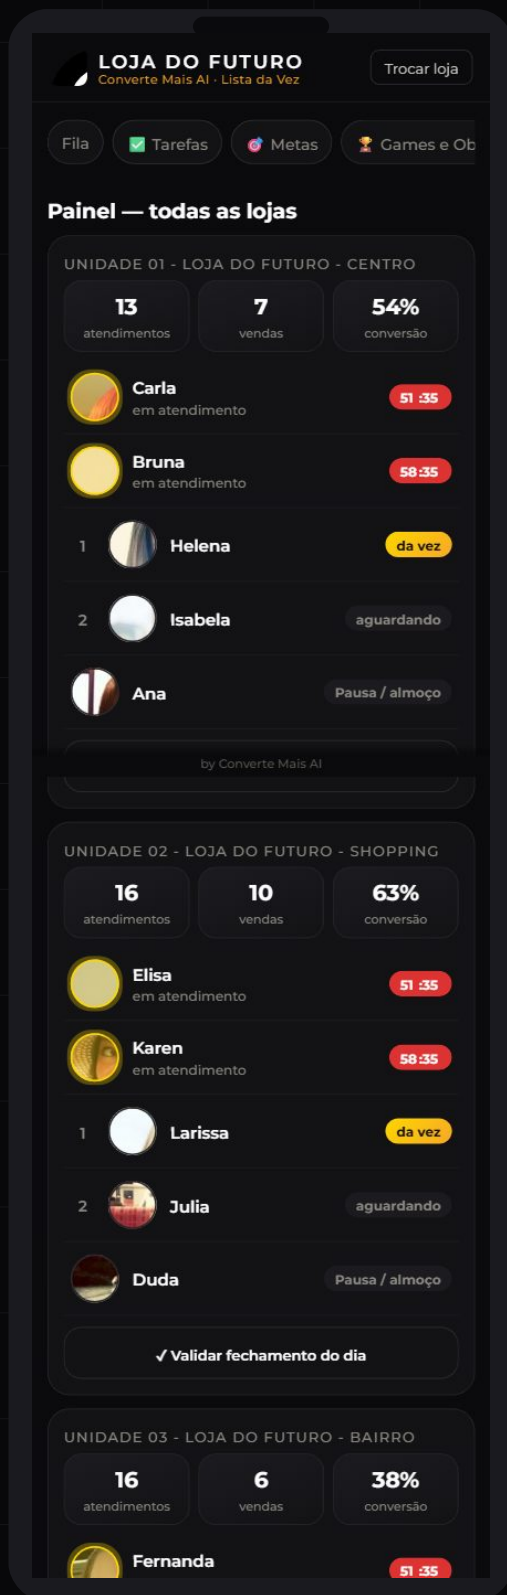 LOJA DO FUTURO
Converte Mais AI · Lista da Vez
Trocar loja
Fila
✅ Tarefas
🎯 Metas
🏆 Games e Ob
Painel — todas as lojas
UNIDADE 01 - LOJA DO FUTURO - CENTRO
13
atendimentos
7
vendas
54%
conversão
Carla
em atendimento
51:35
Bruna
em atendimento
58:35
1 Helena
da vez
2 Isabela
aguardando
Ana
Pausa / almoço
by Converte Mais AI
UNIDADE 02 - LOJA DO FUTURO - SHOPPING
16
atendimentos
10
vendas
63%
conversão
Elisa
em atendimento
51:35
Karen
em atendimento
58:35
1 Larissa
da vez
2 Julia
aguardando
Duda
Pausa / almoço
✓ Validar fechamento do dia
UNIDADE 03 - LOJA DO FUTURO - BAIRRO
16
atendimentos
6
vendas
38%
conversão
Fernanda
51:35